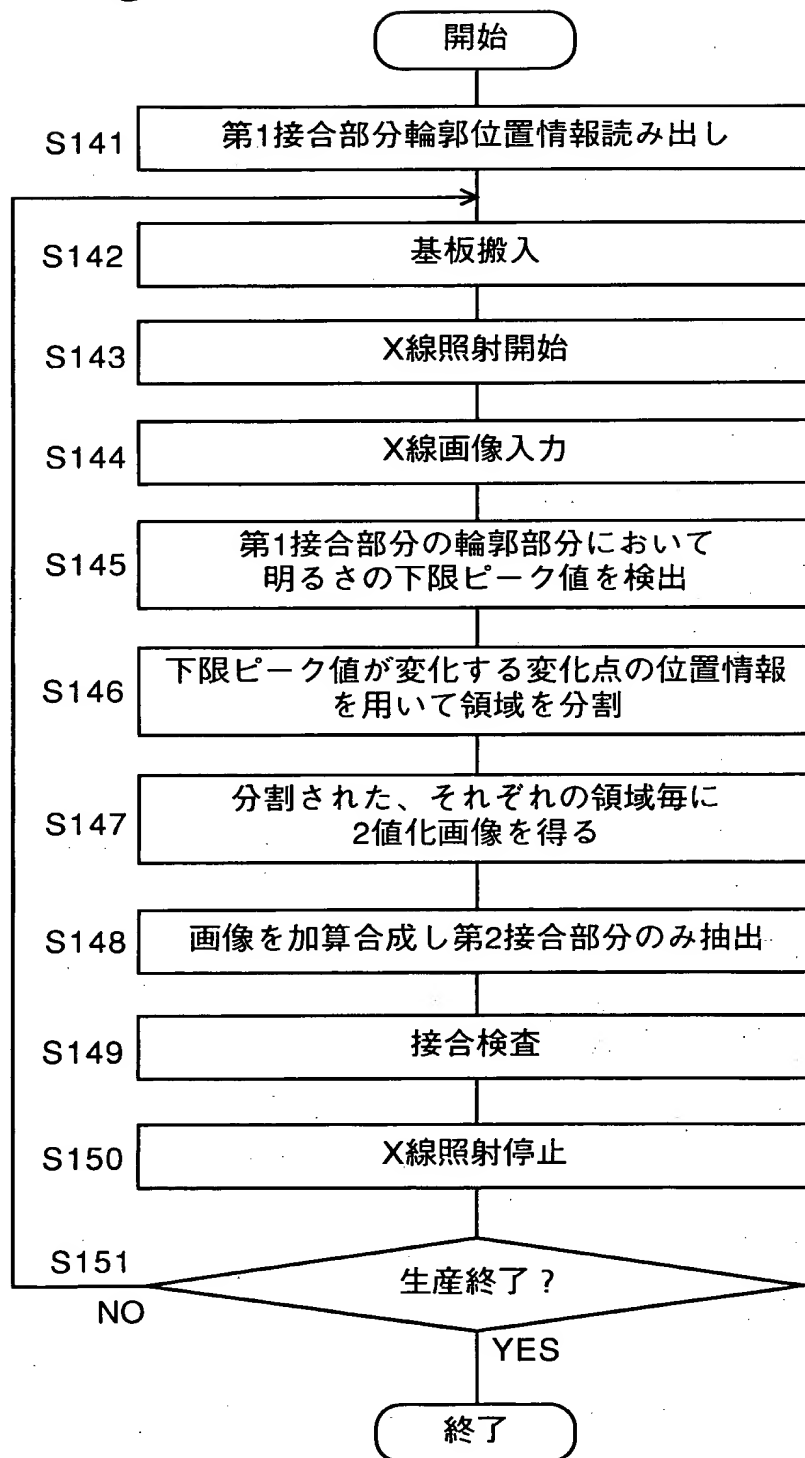 開始
S141
第1接合部分輪郭位置情報読み出し
S142
基板搬入
S143
X線照射開始
S144
X線画像入力
S145
第1接合部分の輪郭部分において
明るさの下限ピーク値を検出
S146
下限ピーク値が変化する変化点の位置情報
を用いて領域を分割
S147
分割された、それぞれの領域毎に
2値化画像を得る
S148
画像を加算合成し第2接合部分のみ抽出
S149
接合検査
S150
X線照射停止
S151
生産終了？
NO
YES
終了